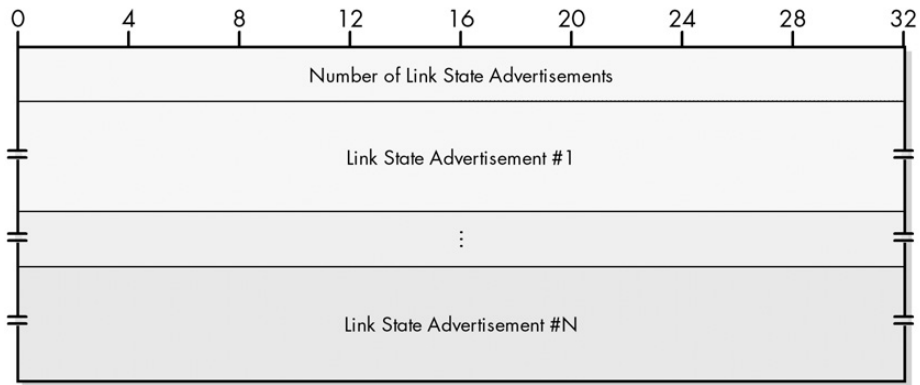 0 4 8 12 16 20 24 28 32
Number of Link State Advertisements
Link State Advertisement #1
⋮
Link State Advertisement #N